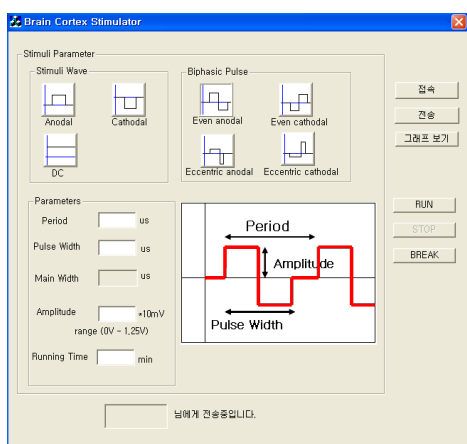 Brain Cortex Stimulator
Stimuli Parameter
Stimuli Wave
Anodal
Cathodal
DC
Biphasic Pulse
Even anodal
Even cathodal
Eccentric anodal
Eccentric cathodal
접속
전송
그래프 보기
Parameters
Period us
Pulse Width us
Main Width us
Amplitude *10mV
range (0V - 1.25V)
Running Time min
Period
Amplitude
Pulse Width
RUN
STOP
BREAK
님에게 전송중입니다.